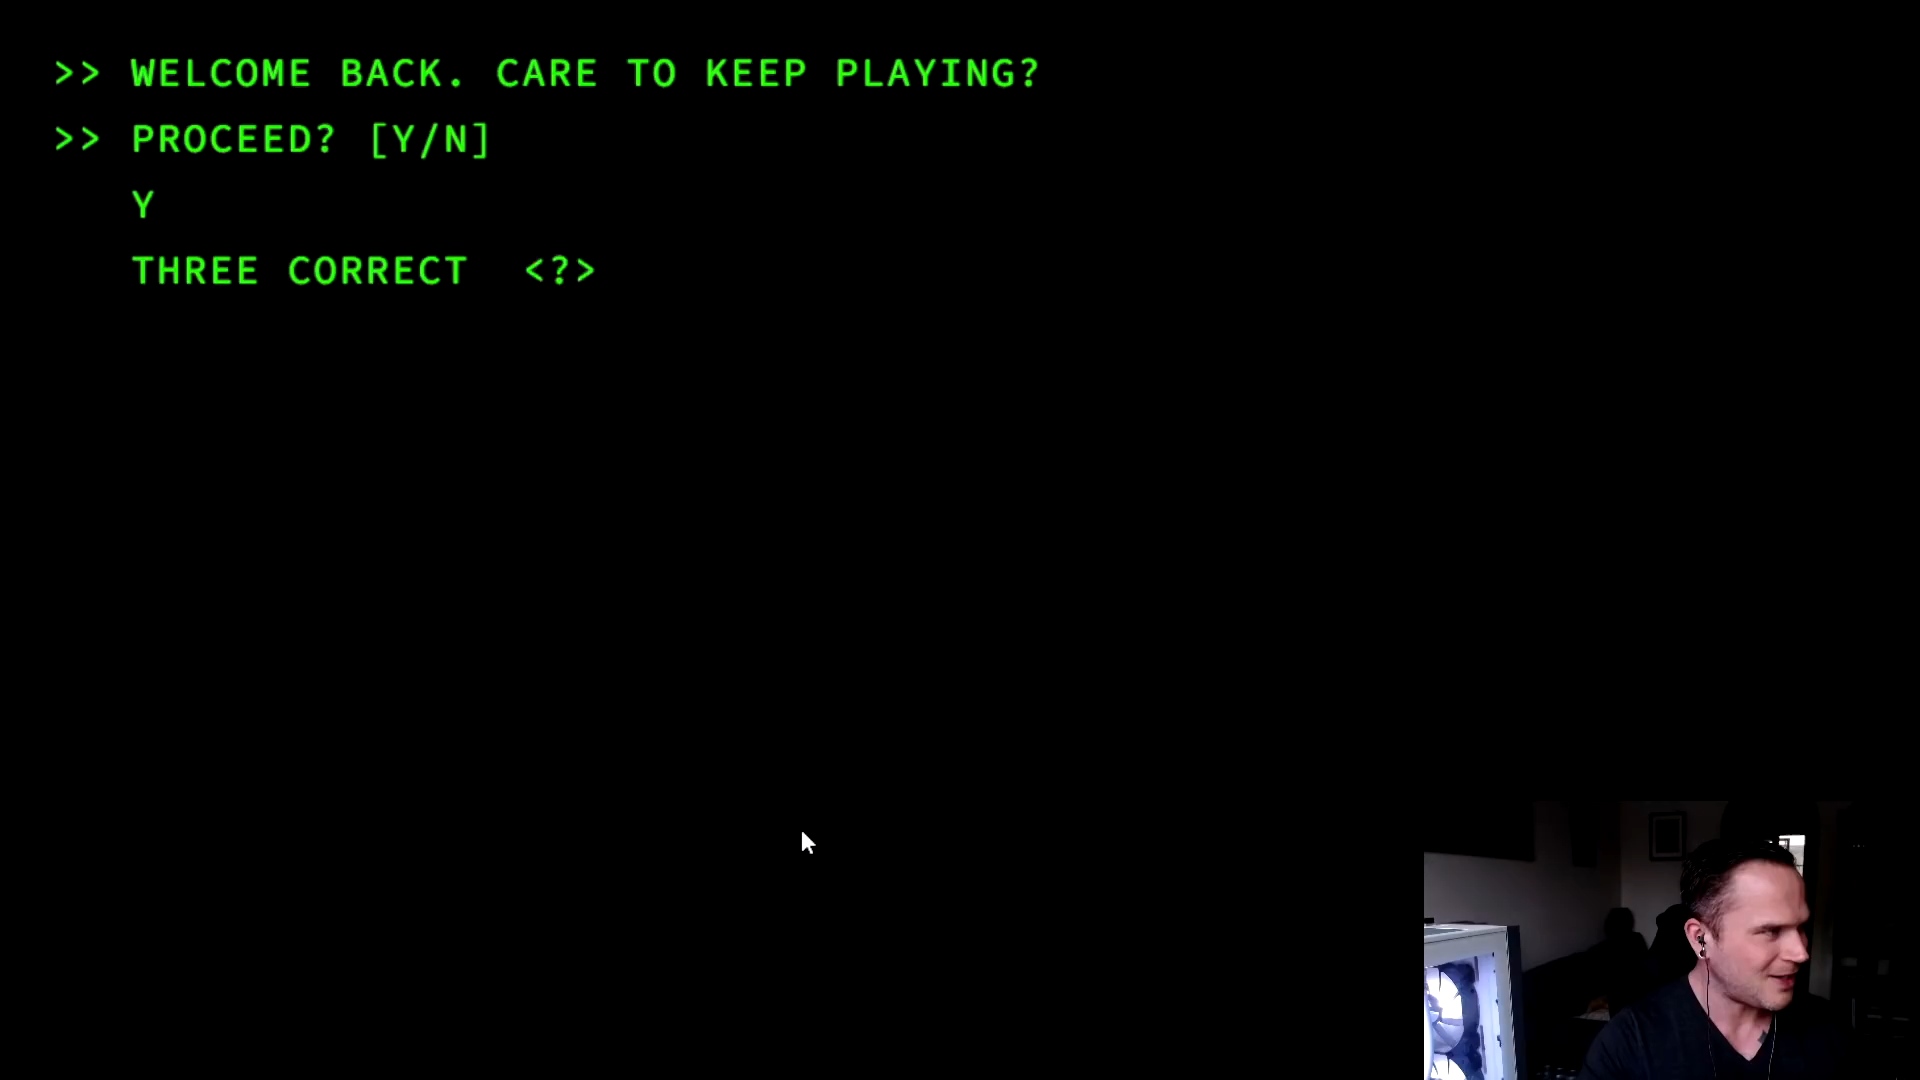 >> WELCOME BACK. CARE TO KEEP PLAYING?
>> PROCEED? [Y/N]
Y
THREE CORRECT  <?>